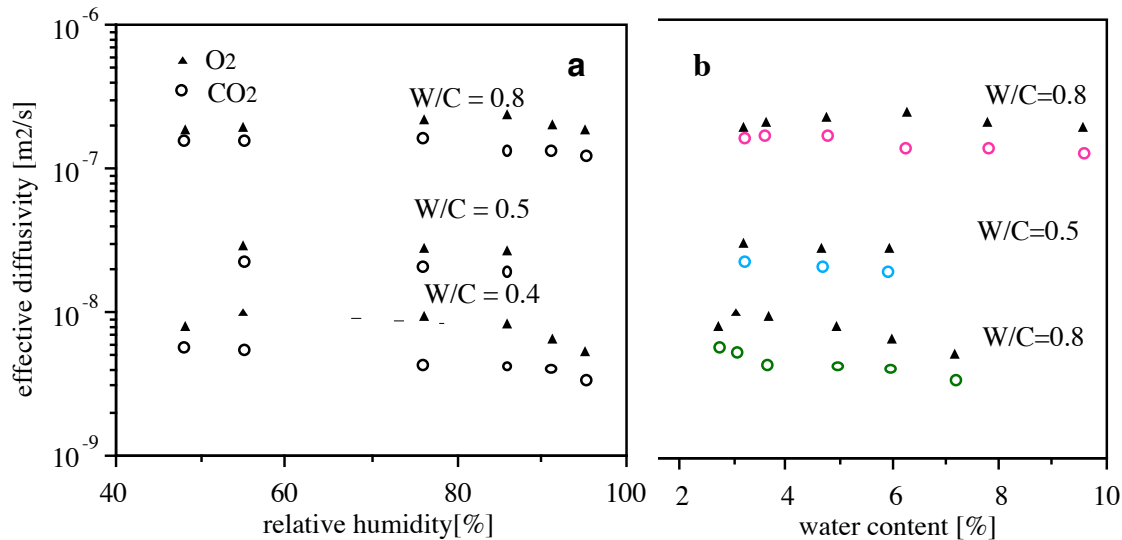 10-6
10-7
10-8
10-9
effective diffusivity [m2/s]
O2
CO2
a
W/C = 0.8
W/C = 0.5
W/C = 0.4
40
60
80
100
relative humidity[%]
b
W/C=0.8
W/C=0.5
W/C=0.8
2
4
6
8
10
water content [%]